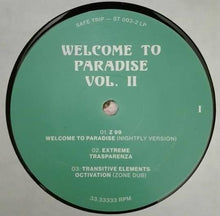 SAFE TRIP — ST 003-2 LP
WELCOME TO
PARADISE
VOL. II
I
01: Z 99
WELCOME TO PARADISE (NIGHTFLY VERSION)
02: EXTREME
TRASPARENZA
03: TRANSITIVE ELEMENTS
OCTIVATION (ZONE DUB)
33.33333 RPM